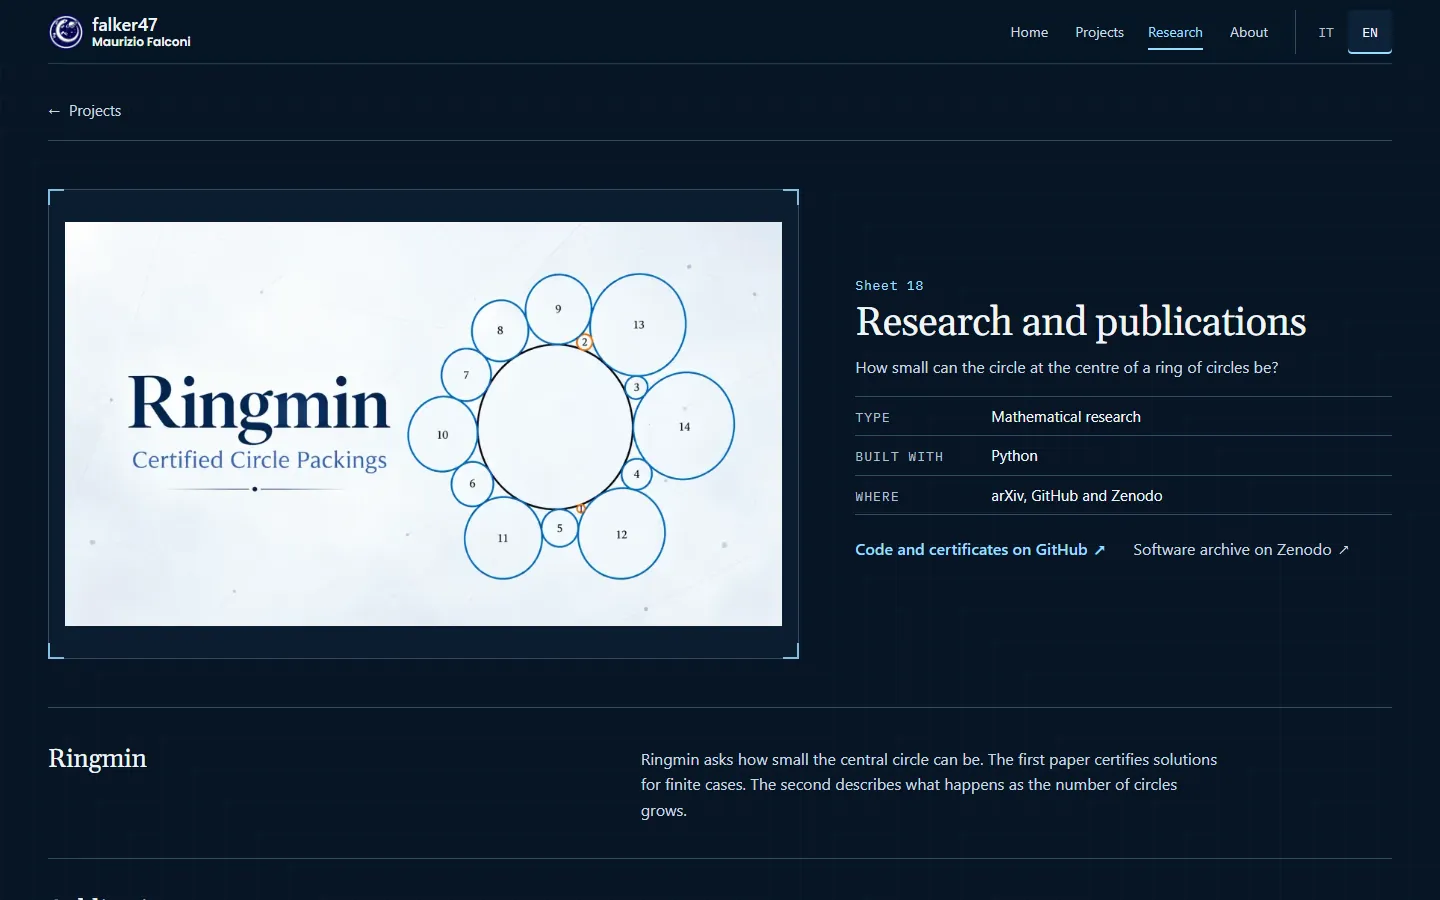 falker47
Maurizio Falconi
Home
Projects
Research
About
IT
EN
← Projects
Ringmin
Certified Circle Packings
9
13
8
2
7
3
10
14
6
4
5
11
12
Sheet 18
Research and publications
How small can the circle at the centre of a ring of circles be?
TYPE Mathematical research
BUILT WITH Python
WHERE arXiv, GitHub and Zenodo
Code and certificates on GitHub ↗
Software archive on Zenodo ↗
Ringmin
Ringmin asks how small the central circle can be. The first paper certifies solutions
for finite cases. The second describes what happens as the number of circles
grows.